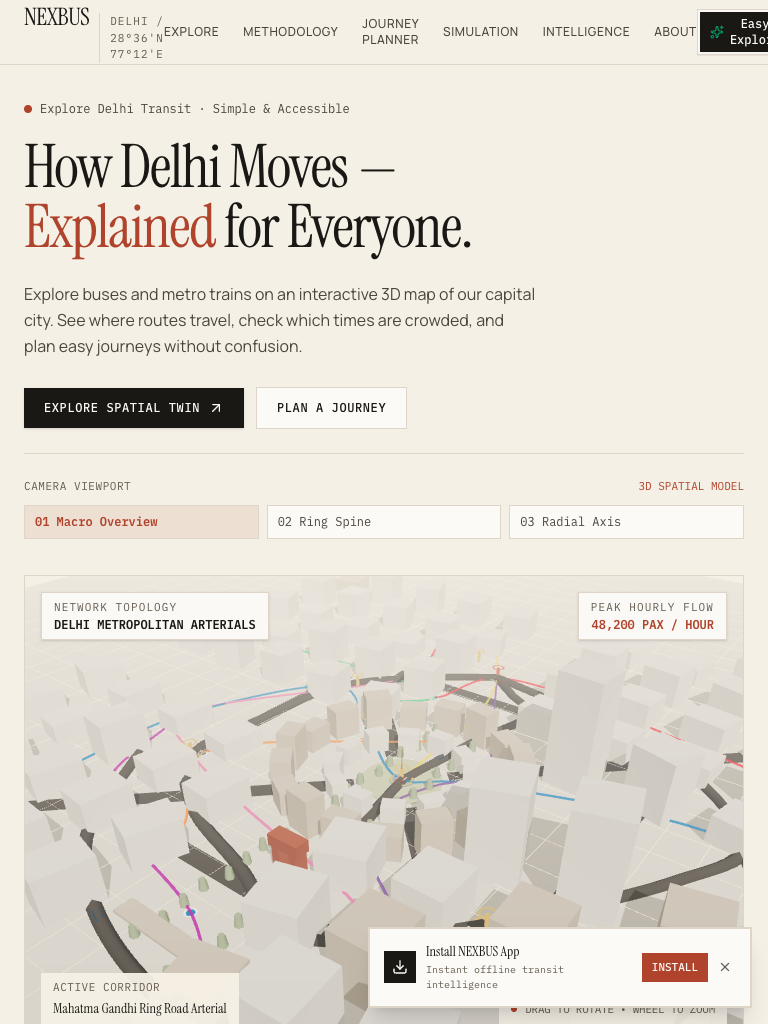 NEXBUS
DELHI /
28°36'N
77°12'E
EXPLORE
METHODOLOGY
JOURNEY
PLANNER
SIMULATION
INTELLIGENCE
ABOUT
Easy
Explore Delhi Transit · Simple & Accessible
How Delhi Moves —
Explained for Everyone.
Explore buses and metro trains on an interactive 3D map of our capital
city. See where routes travel, check which times are crowded, and
plan easy journeys without confusion.
EXPLORE SPATIAL TWIN
PLAN A JOURNEY
CAMERA VIEWPORT
3D SPATIAL MODEL
01 Macro Overview
02 Ring Spine
03 Radial Axis
NETWORK TOPOLOGY
DELHI METROPOLITAN ARTERIALS
PEAK HOURLY FLOW
48,200 PAX / HOUR
Install NEXBUS App
Instant offline transit
intelligence
INSTALL
ACTIVE CORRIDOR
Mahatma Gandhi Ring Road Arterial
DRAG TO ROTATE • WHEEL TO ZOOM